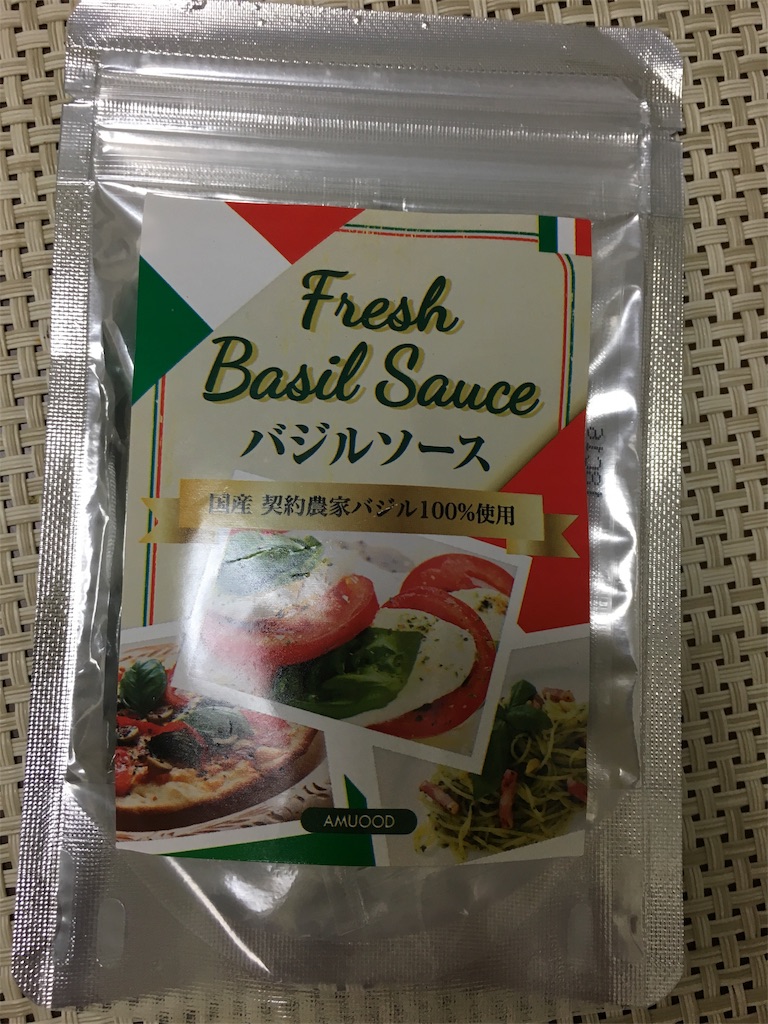 Fresh
Basil Sauce
バジルソース
国産 契約農家バジル100%使用
AMUOOD